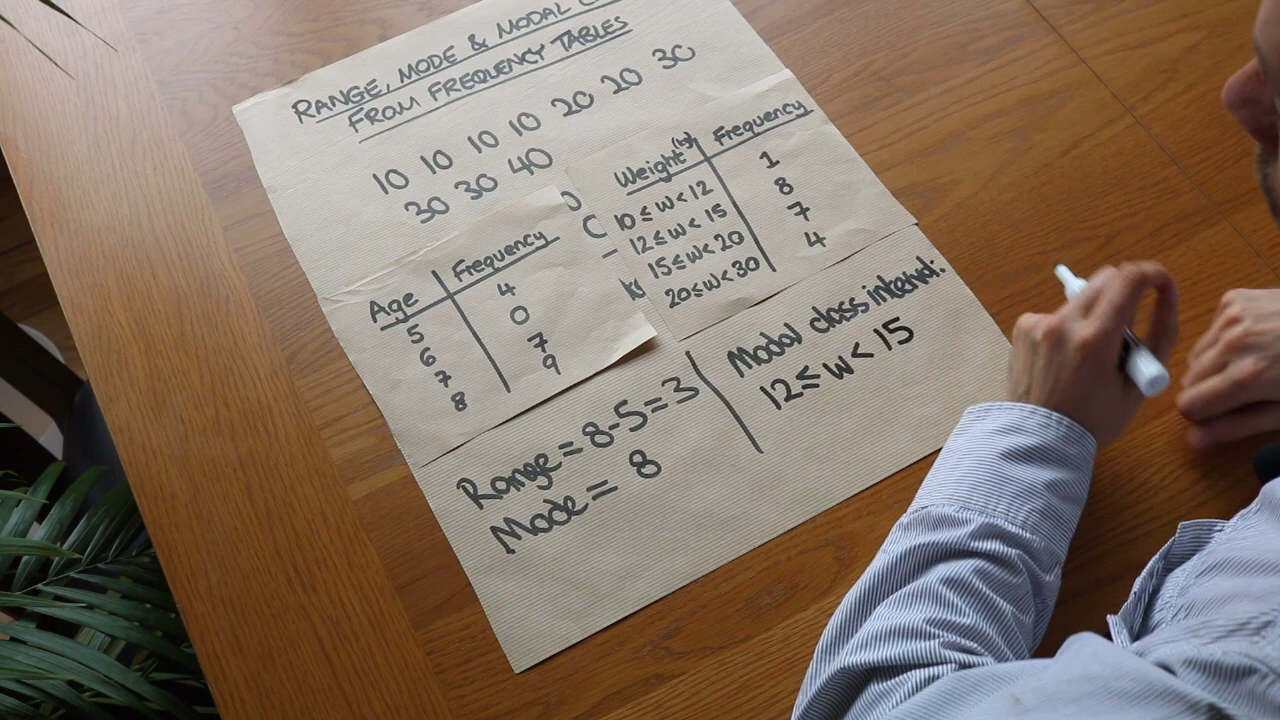 RANGE, MODE & MODAL
FROM FREQUENCY TABLES
10 10 10 10 20 20 30
30 30 40
Age Frequency
5 4
6 0
7 7
8 9
Weight (kg) Frequency
10 ≤ w < 12 1
12 ≤ w < 15 8
15 ≤ w < 20 7
20 ≤ w < 30 4
Range = 8-5=3
Mode = 8
Modal class interval:
12 ≤ w < 15